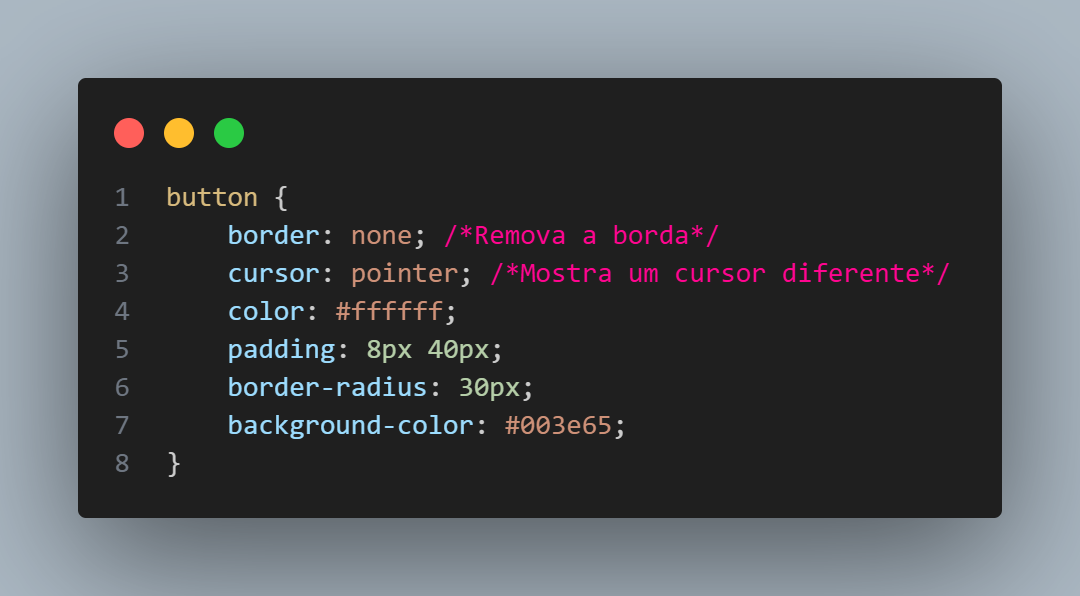 1 button {
2 border: none; /*Remova a borda*/
3 cursor: pointer; /*Mostra um cursor diferente*/
4 color: #ffffff;
5 padding: 8px 40px;
6 border-radius: 30px;
7 background-color: #003e65;
8 }